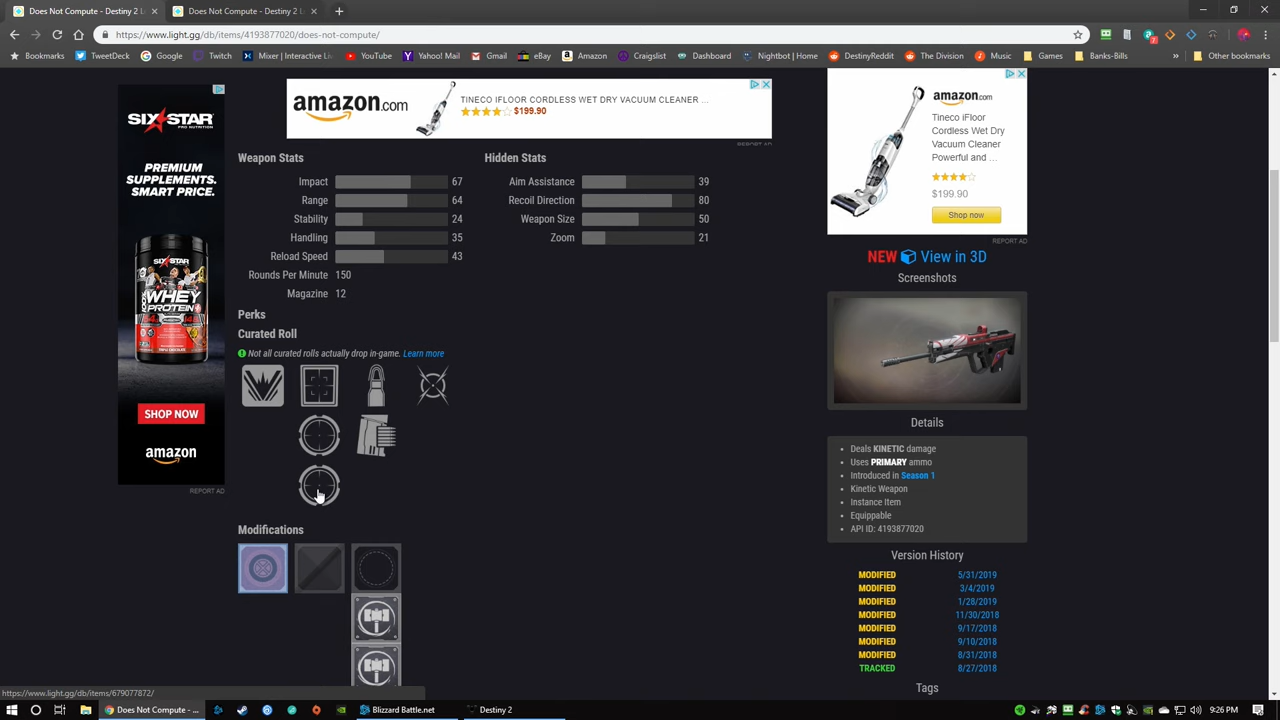 Does Not Co
Does Not Co
https://www.light.gg/db/items/4193877020/does-not-compute/
Bookmarks TweetDeck Google Twitch Mixer | Interactive Li YouTube Yahoo! Mail Gmail eBay Amazon Craigslist Dashboard Nightbot | Home DestinyReddit The Division Music Games Banks-Bills » Other bookmarks
amazon.com
TINECO IFLOOR CORDLESS WET DRY VACUUM CLEANER ...
$199.90
REPORT AD
SIX STAR
PRO NUTRITION
PREMIUM
SUPPLEMENTS.
SMART PRICE.
SIX STAR
WHEY
PROTEIN
SHOP NOW
amazon
REPORT AD
Weapon Stats
Impact 67
Range 64
Stability 24
Handling 35
Reload Speed 43
Rounds Per Minute 150
Magazine 12
Hidden Stats
Aim Assistance 39
Recoil Direction 80
Weapon Size 50
Zoom 21
Perks
Curated Roll
Not all curated rolls actually drop in-game. Learn more
Modifications
amazon.com
Tineco iFloor
Cordless Wet Dry
Vacuum Cleaner
Powerful and ...
$199.90
Shop now
REPORT AD
NEW View in 3D
Screenshots
Details
Deals KINETIC damage
Uses PRIMARY ammo
Introduced in Season 1
Kinetic Weapon
Instance Item
Equippable
API ID: 4193877020
Version History
MODIFIED 5/31/2019
MODIFIED 3/4/2019
MODIFIED 1/28/2019
MODIFIED 11/30/2018
MODIFIED 9/17/2018
MODIFIED 9/10/2018
MODIFIED 8/31/2018
TRACKED 8/27/2018
Tags
https://www.light.gg/db/items/679077872/
Does Not Compute - ... Blizzard Battle.net Destiny 2 9:26 PM